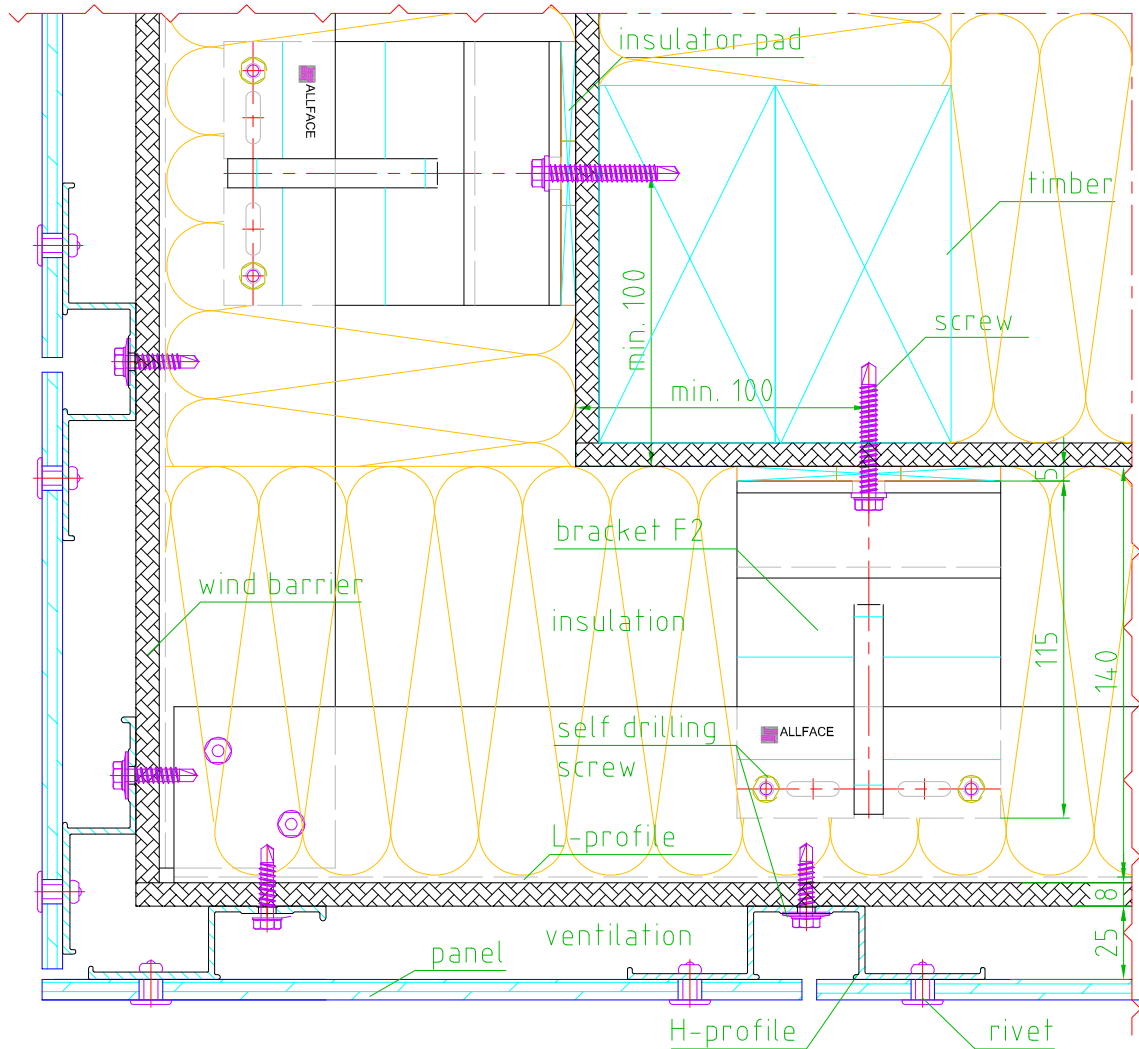 insulator pad
ALLFACE
timber
min. 100
screw
min. 100
5
bracket F2
wind barrier
insulation
115
140
self drilling
screw
ALLFACE
L-profile
8
ventilation
25
panel
H-profile
rivet